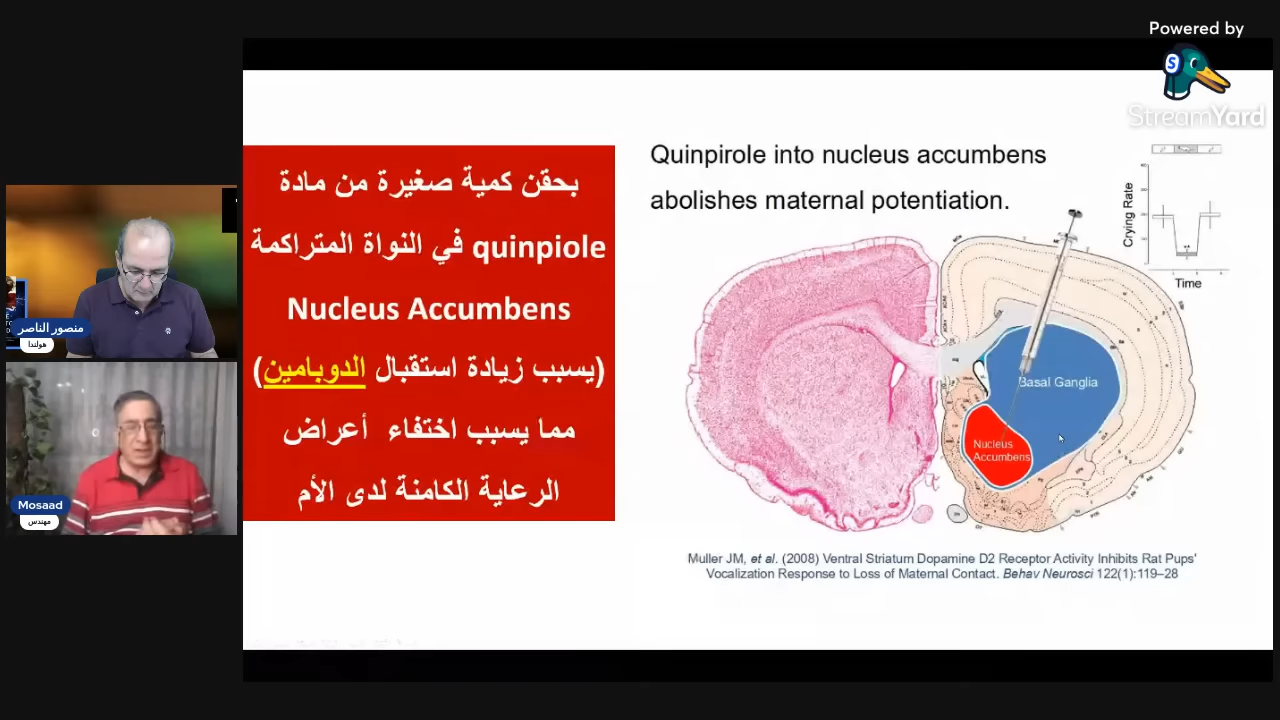 Powered by
StreamYard
بحقن كمية صغيرة من مادة
quinpiole في النواة المتراكمة
Nucleus Accumbens
(يسبب زيادة استقبال الدوبامين)
مما يسبب اختفاء أعراض
الرعاية الكامنة لدى الأم
Quinpirole into nucleus accumbens
abolishes maternal potentiation.
Crying Rate
Time
Basal Ganglia
Nucleus
Accumbens
Muller JM, et al. (2008) Ventral Striatum Dopamine D2 Receptor Activity Inhibits Rat Pups'
Vocalization Response to Loss of Maternal Contact. Behav Neurosci 122(1):119–28
منصور الناصر
هولندا
Mosaad
مهندس